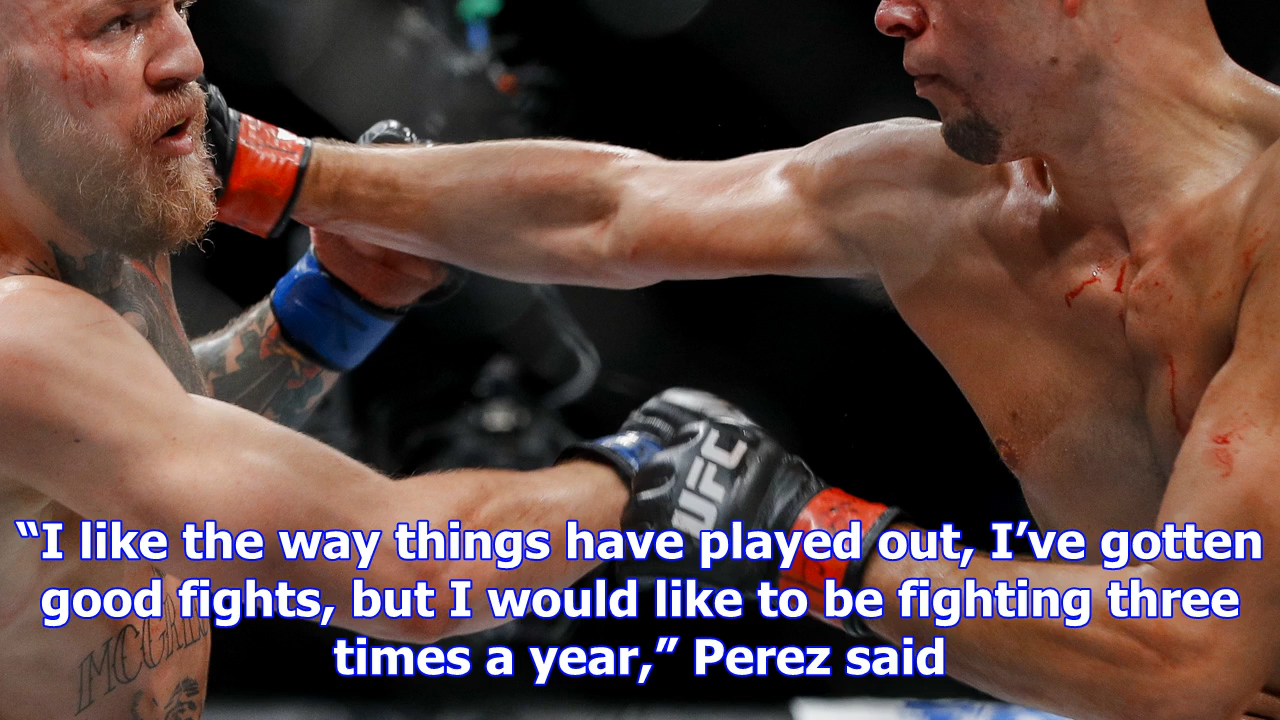 UFC
“I like the way things have played out, I’ve gotten
good fights, but I would like to be fighting three
times a year,” Perez said